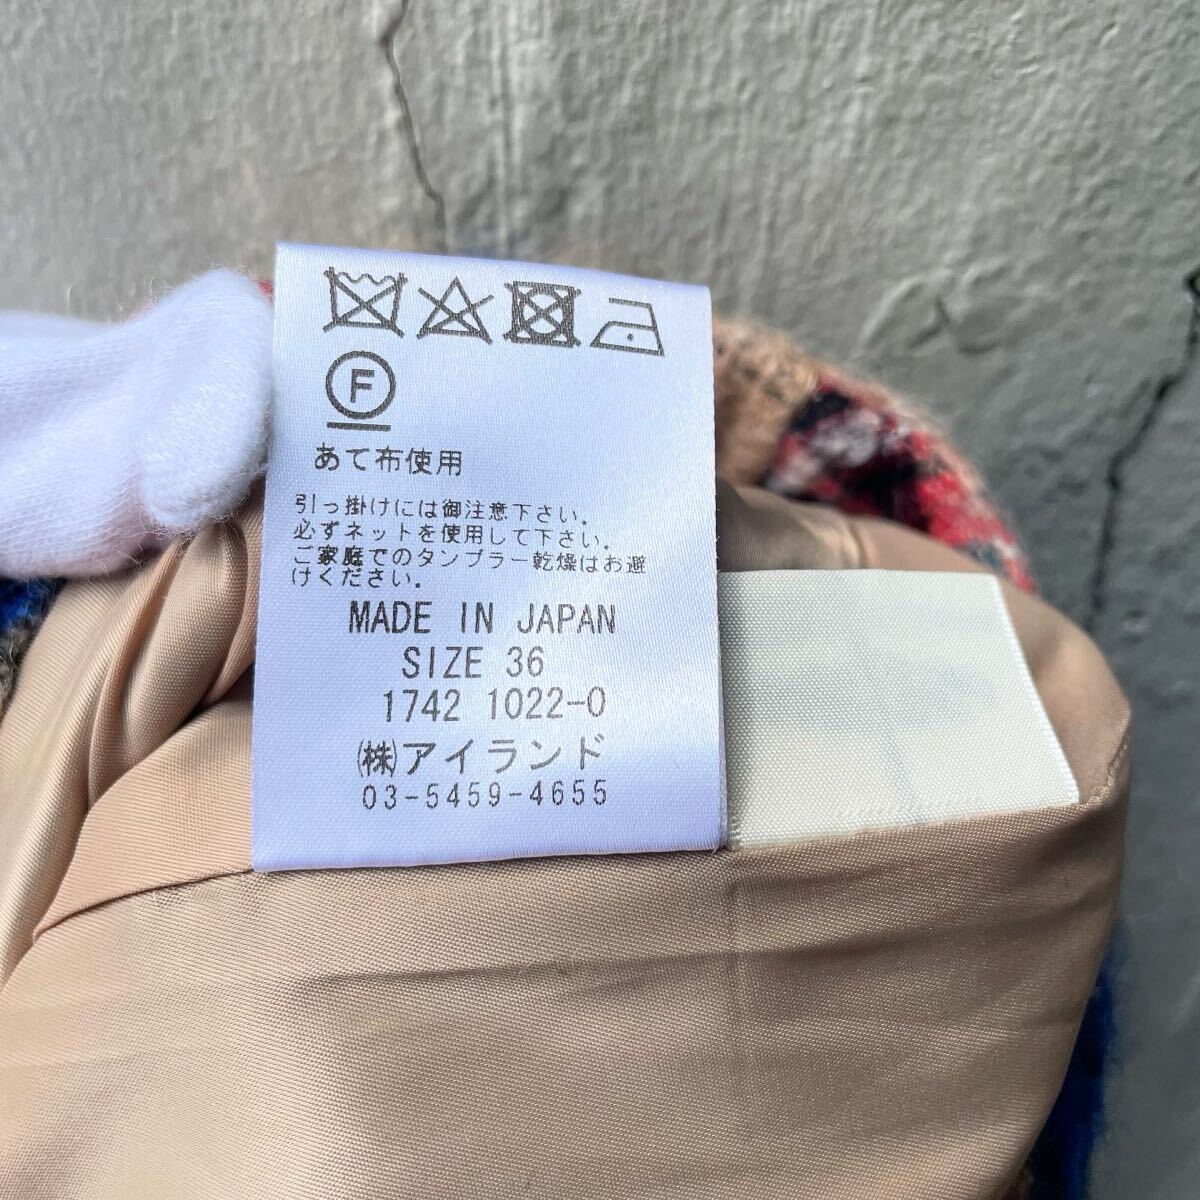 F
あて布使用
引っ掛けには御注意下さい。
必ずネットを使用して下さい。
ご家庭でのタンブラー乾燥はお避
けください。
MADE IN JAPAN
SIZE 36
1742 1022-0
㈱アイランド
03-5459-4655